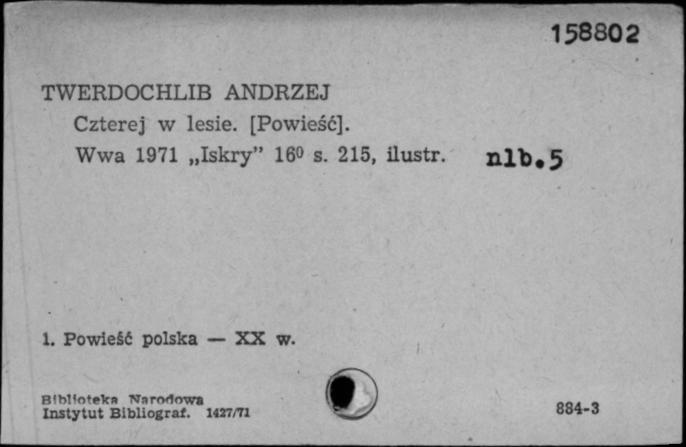 158802
TWERDOCHLIB ANDRZEJ
Czterej w lesie. [Powieść].
Wwa 1971 „Iskry” 16⁰ s. 215, ilustr. nlb.5
1. Powieść polska — XX w.
Biblioteka Narodowa
Instytut Bibliograf. 1427/71
884-3